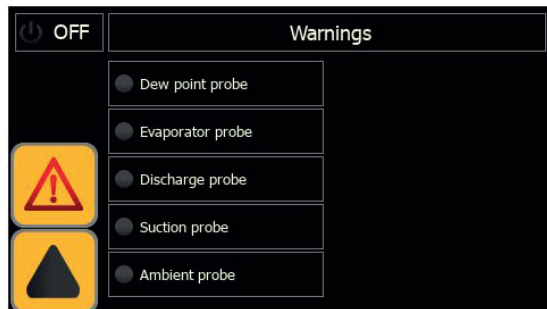 OFF
Warnings
Dew point probe
Evaporator probe
Discharge probe
Suction probe
Ambient probe